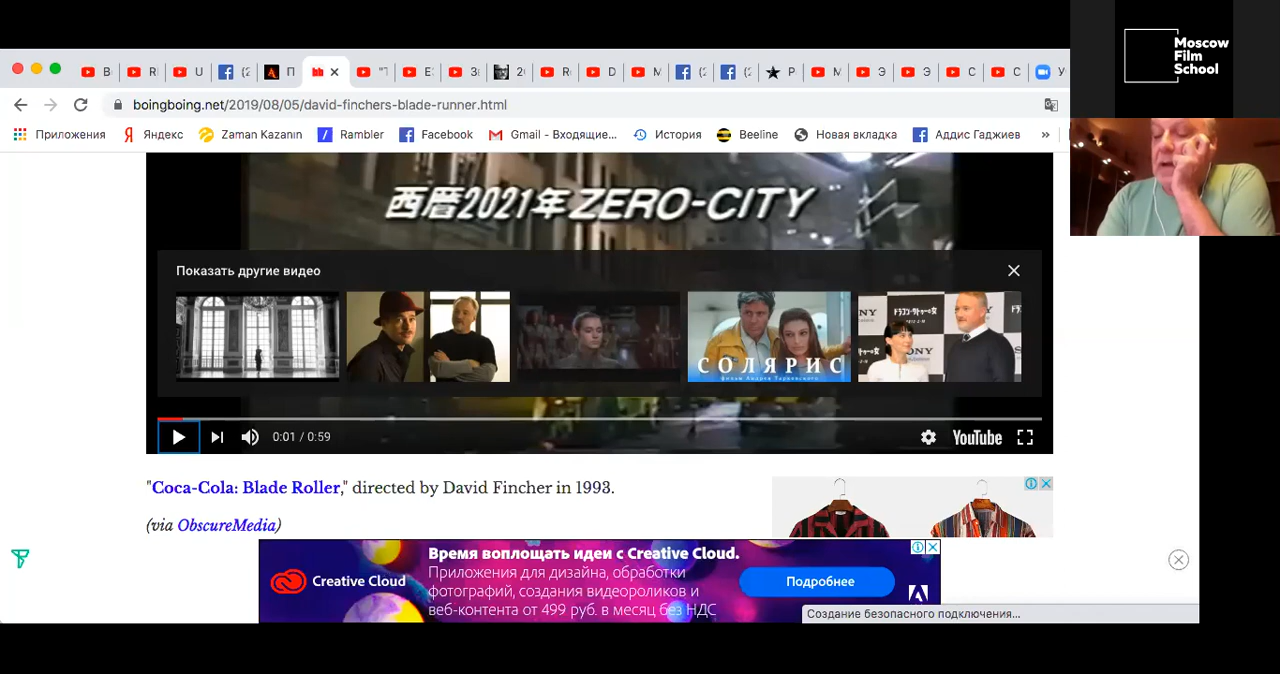 Moscow
Film
School
boingboing.net/2019/08/05/david-finchers-blade-runner.html
Приложения
Яндекс
Zaman Kazanın
Rambler
Facebook
Gmail - Входящие...
История
Beeline
Новая вкладка
Аддис Гаджиев
»
西暦2021年ZERO-CITY
Показать другие видео
СОЛЯРИС
фильм Андрея Тарковского
SONY
0:01 / 0:59
YouTube
"Coca-Cola: Blade Roller," directed by David Fincher in 1993.
(via ObscureMedia)
Creative Cloud
Время воплощать идеи с Creative Cloud.
Приложения для дизайна, обработки
фотографий, создания видеороликов и
веб-контента от 499 руб. в месяц без НДС
Подробнее
Создание безопасного подключения...